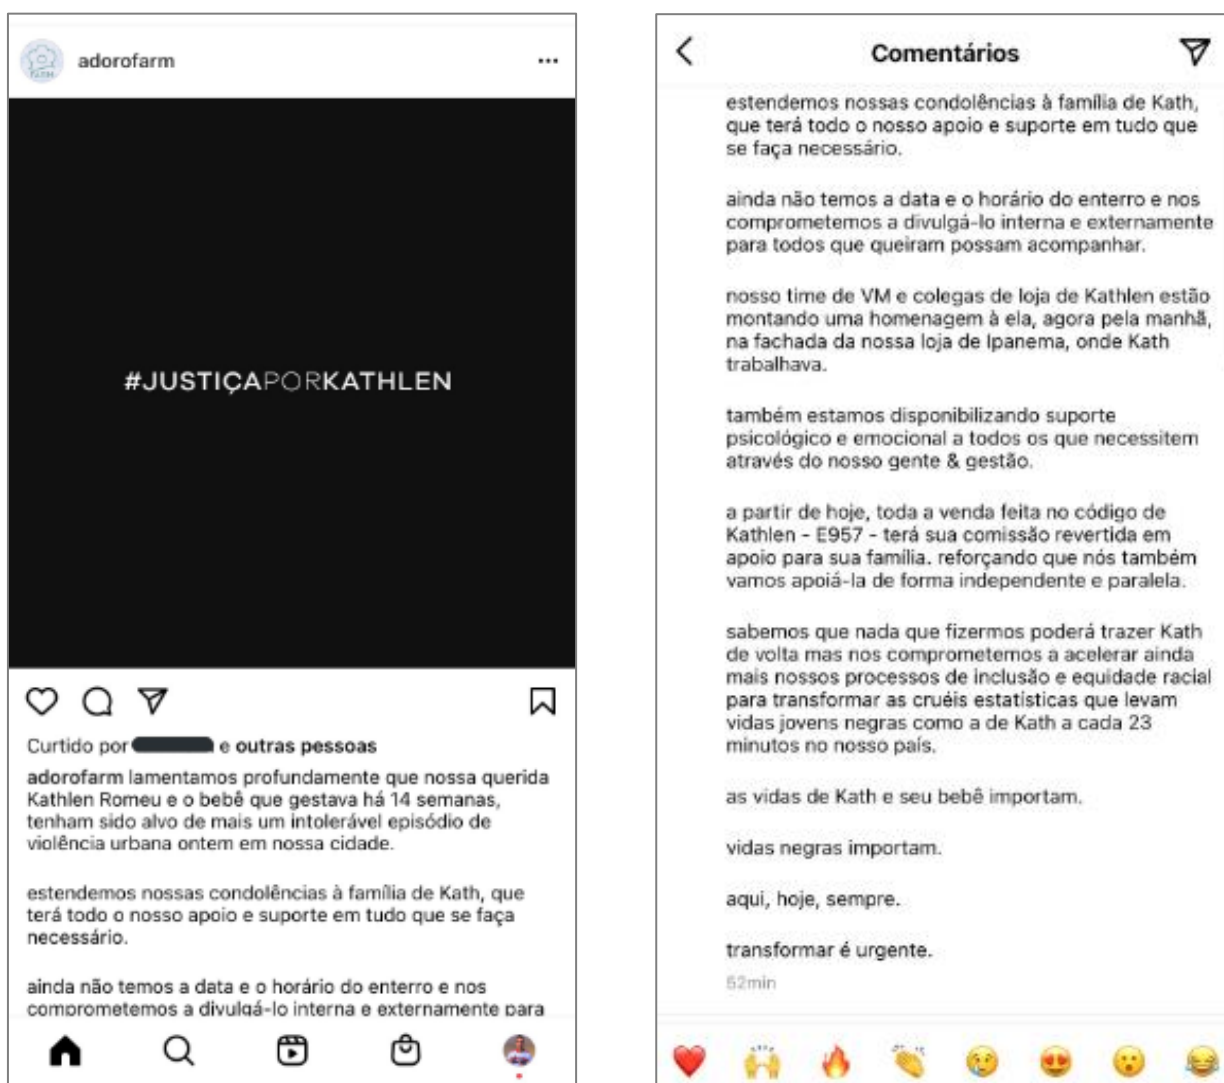 adorofarm
#JUSTIÇAPORKATHLEN
Curtido por e outras pessoas
adorofarm lamentamos profundamente que nossa querida
Kathlen Romeu e o bebê que gestava há 14 semanas,
tenham sido alvo de mais um intolerável episódio de
violência urbana ontem em nossa cidade.
estendemos nossas condolências à família de Kath, que
terá todo o nosso apoio e suporte em tudo que se faça
necessário.
ainda não temos a data e o horário do enterro e nos
comprometemos a divulgá-lo interna e externamente para
Comentários
estendemos nossas condolências à família de Kath,
que terá todo o nosso apoio e suporte em tudo que
se faça necessário.
ainda não temos a data e o horário do enterro e nos
comprometemos a divulgá-lo interna e externamente
para todos que queiram possam acompanhar.
nosso time de VM e colegas de loja de Kathlen estão
montando uma homenagem à ela, agora pela manhã,
na fachada da nossa loja de Ipanema, onde Kath
trabalhava.
também estamos disponibilizando suporte
psicológico e emocional a todos os que necessitem
através do nosso gente & gestão.
a partir de hoje, toda a venda feita no código de
Kathlen - E957 - terá sua comissão revertida em
apoio para sua família. reforçando que nós também
vamos apoiá-la de forma independente e paralela.
sabemos que nada que fizermos poderá trazer Kath
de volta mas nos comprometemos a acelerar ainda
mais nossos processos de inclusão e equidade racial
para transformar as cruéis estatísticas que levam
vidas jovens negras como a de Kath a cada 23
minutos no nosso país.
as vidas de Kath e seu bebê importam.
vidas negras importam.
aqui, hoje, sempre.
transformar é urgente.
52min